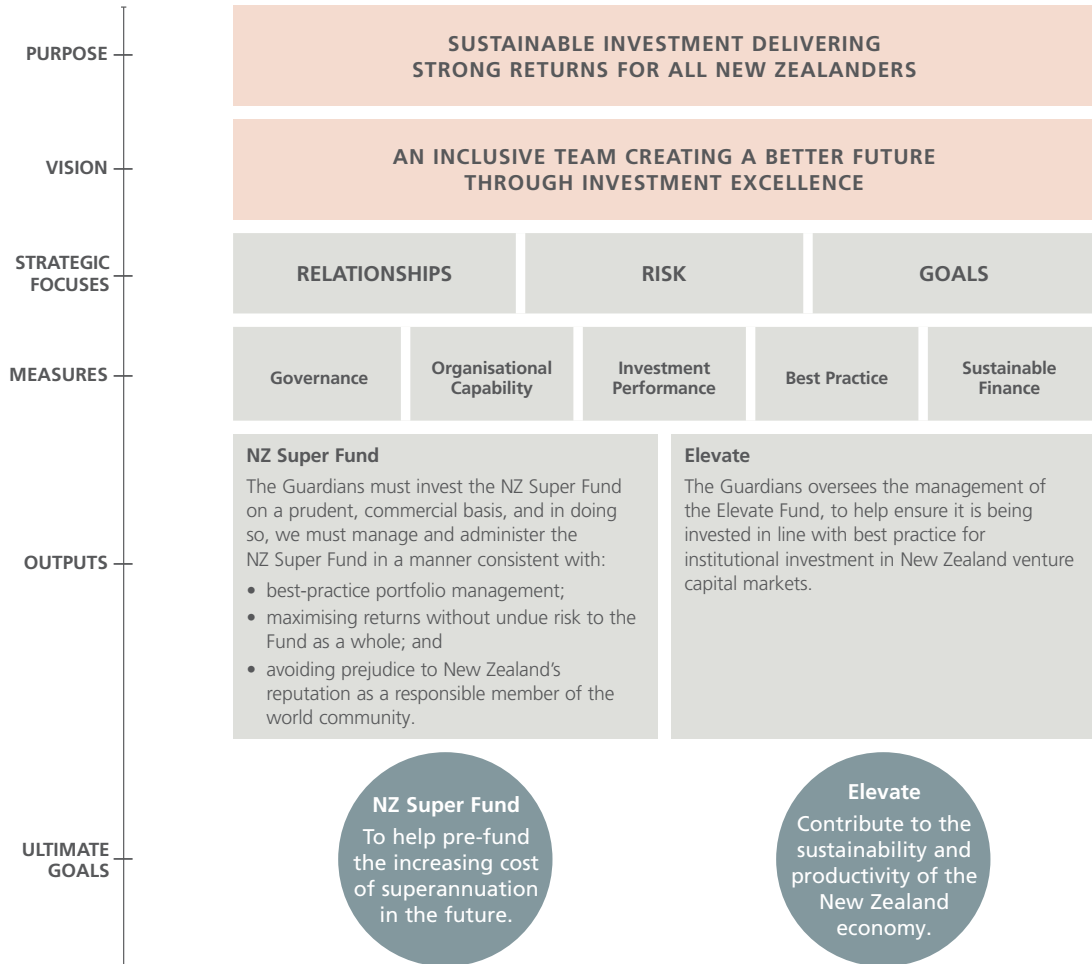 PURPOSE
SUSTAINABLE INVESTMENT DELIVERING
STRONG RETURNS FOR ALL NEW ZEALANDERS
VISION
AN INCLUSIVE TEAM CREATING A BETTER FUTURE
THROUGH INVESTMENT EXCELLENCE
STRATEGIC
FOCUSES
RELATIONSHIPS
RISK
GOALS
MEASURES
Governance
Organisational
Capability
Investment
Performance
Best Practice
Sustainable
Finance
OUTPUTS
NZ Super Fund
The Guardians must invest the NZ Super Fund
on a prudent, commercial basis, and in doing
so, we must manage and administer the
NZ Super Fund in a manner consistent with:
• best-practice portfolio management;
• maximising returns without undue risk to the
Fund as a whole; and
• avoiding prejudice to New Zealand’s
reputation as a responsible member of the
world community.
Elevate
The Guardians oversees the management of
the Elevate Fund, to help ensure it is being
invested in line with best practice for
institutional investment in New Zealand venture
capital markets.
ULTIMATE
GOALS
NZ Super Fund
To help pre-fund
the increasing cost
of superannuation
in the future.
Elevate
Contribute to the
sustainability and
productivity of the
New Zealand
economy.